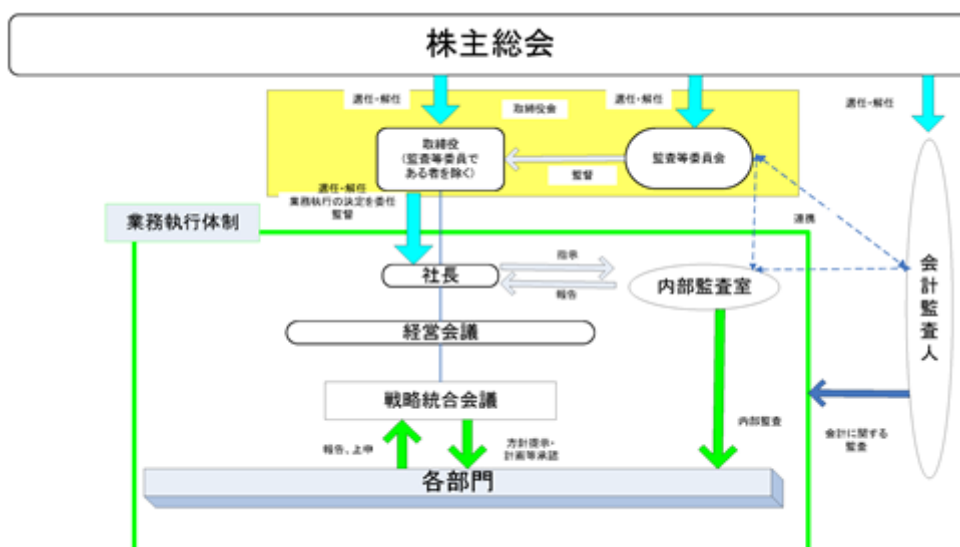 株主総会
選任・解任
選任・解任
選任・解任
取締役会
取締役
(監査等委員で
ある者を除く)
監査等委員会
監督
選任・解任
業務執行の決定を委任
監督
業務執行体制
連携
社長
指示
報告
内部監査室
会計監査人
経営会議
戦略統合会議
報告、上申
方針提示・
計画等承認
内部監査
会計に関する
監査
各部門